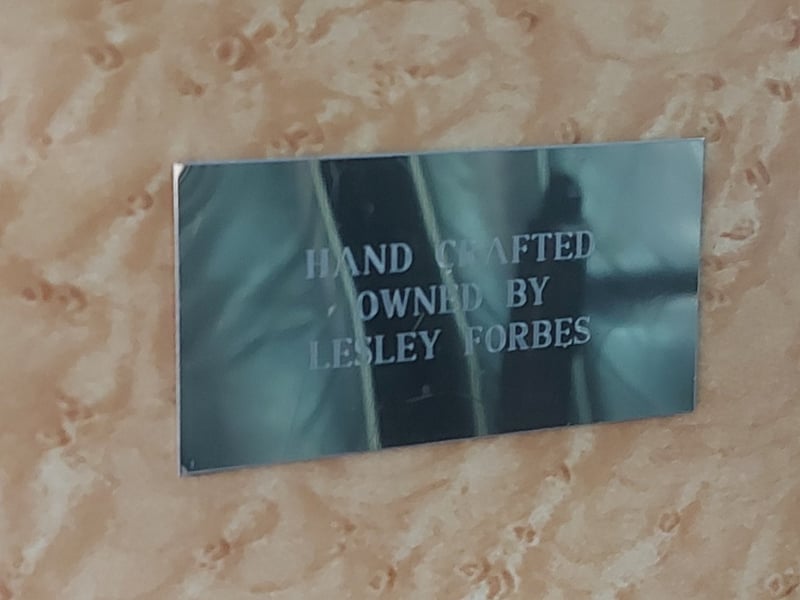 HAND CRAFTED
OWNED BY
LESLEY FORBES